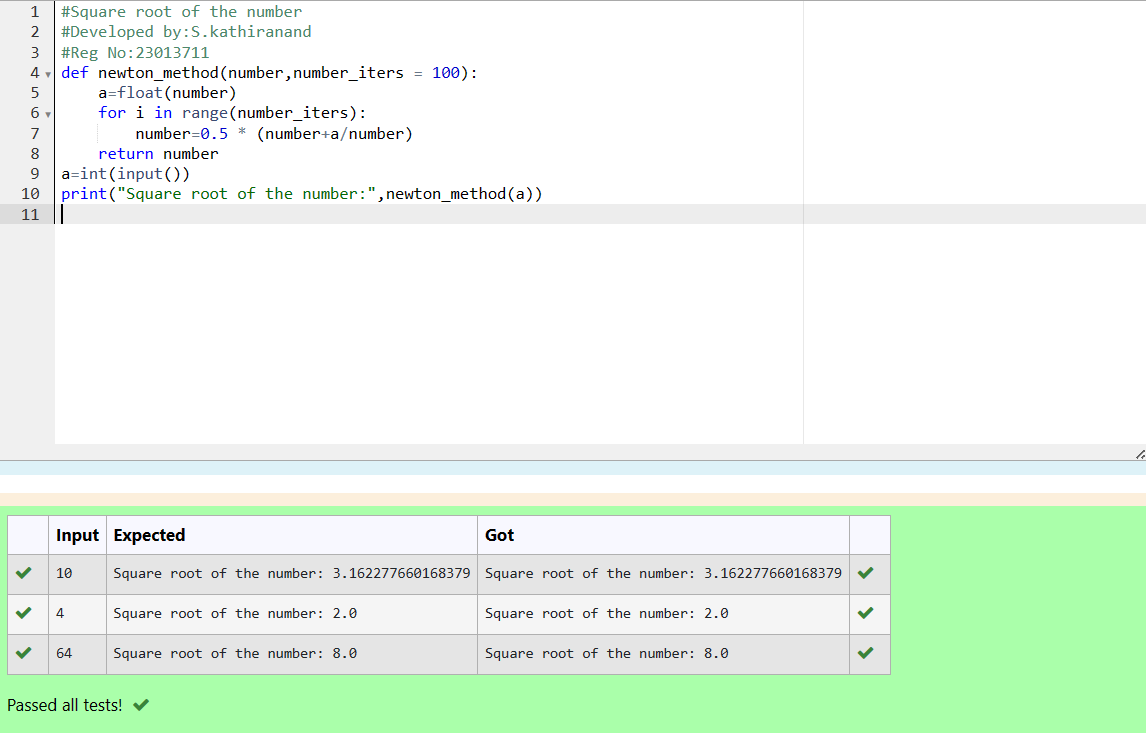 1 #Square root of the number
2 #Developed by:S.kathiranand
3 #Reg No:23013711
4 def newton_method(number,number_iters = 100):
5     a=float(number)
6     for i in range(number_iters):
7         number=0.5 * (number+a/number)
8     return number
9 a=int(input())
10 print("Square root of the number:",newton_method(a))
11
Input Expected Got
10 Square root of the number: 3.162277660168379 Square root of the number: 3.162277660168379
4 Square root of the number: 2.0 Square root of the number: 2.0
64 Square root of the number: 8.0 Square root of the number: 8.0
Passed all tests!